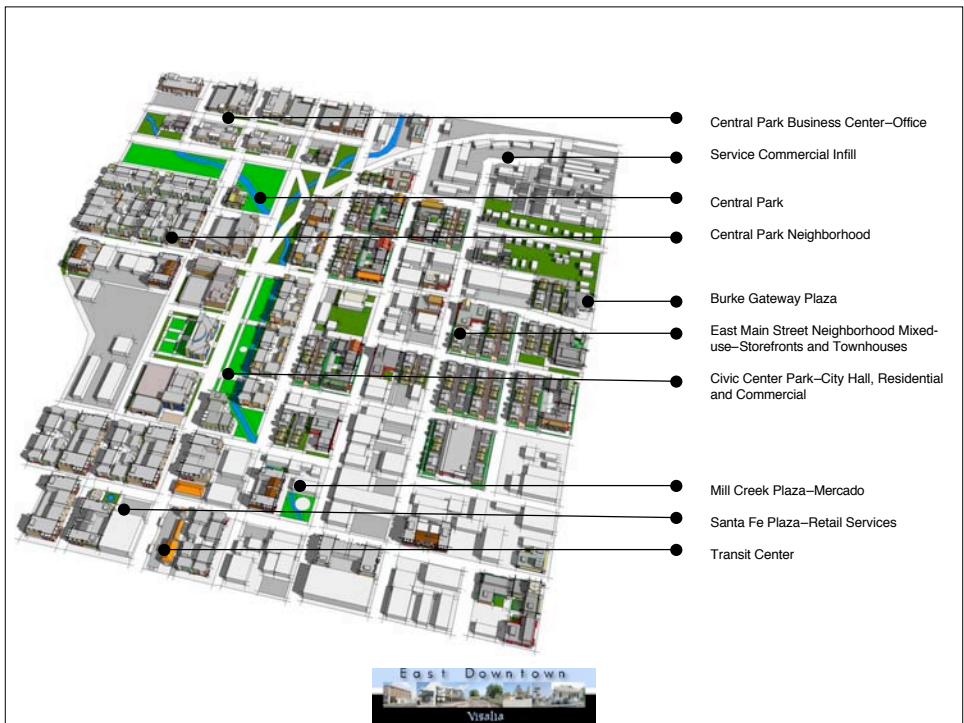 Central Park Business Center–Office
Service Commercial Infill
Central Park
Central Park Neighborhood
Burke Gateway Plaza
East Main Street Neighborhood Mixed-
use–Storefronts and Townhouses
Civic Center Park–City Hall, Residential
and Commercial
Mill Creek Plaza–Mercado
Santa Fe Plaza–Retail Services
Transit Center
East Downtown
Visalia